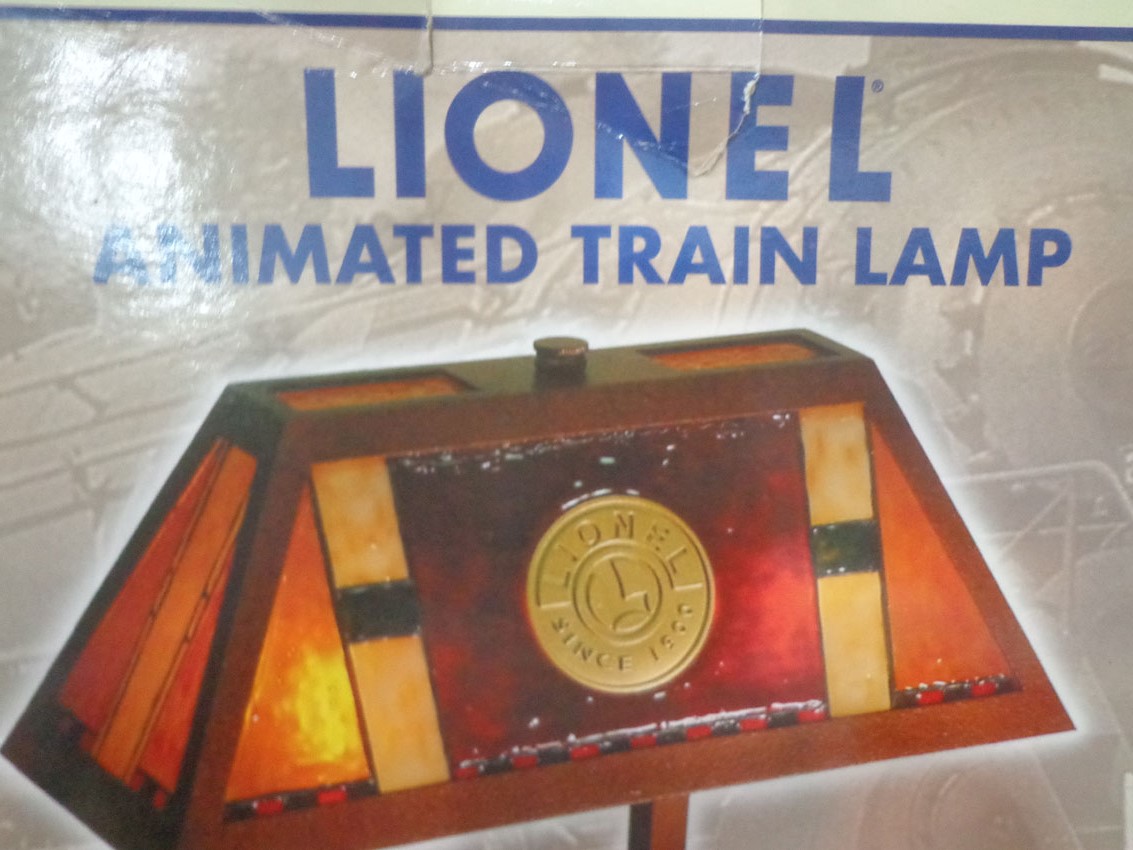 LIONEL®
ANIMATED TRAIN LAMP
LIONEL
SINCE 1900